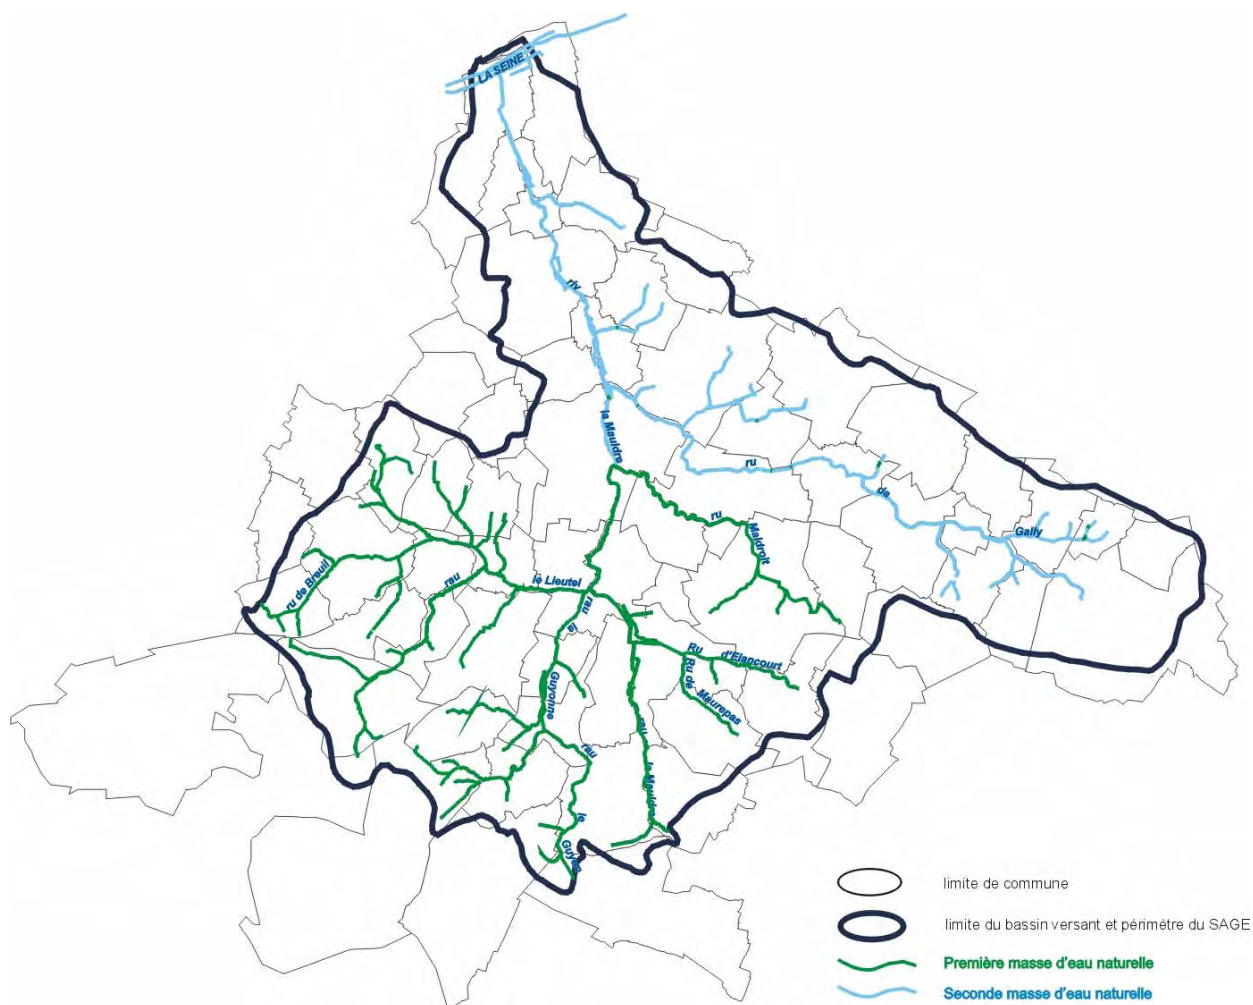 LA SEINE
riv
la Mauldre
ru
de
Gally
ru
Maldroit
ru de Breuil
rau
le Lieutel
rau
la
Guyonne
Ru
d'Elancourt
Ru de
Maurepas
rau
la Mauldre
rau
le
limite de commune
limite du bassin versant et périmètre du SAGE
Première masse d'eau naturelle
Seconde masse d'eau naturelle